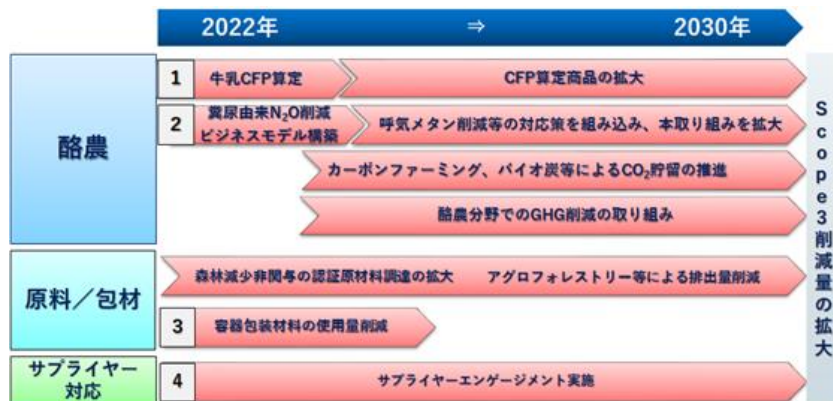 2022年 ⇒ 2030年
酪農
1 牛乳CFP算定 CFP算定商品の拡大
2 糞尿由来N₂O削減
ビジネスモデル構築
呼気メタン削減等の対応策を組み込み、本取り組みを拡大
カーボンファーミング、バイオ炭等によるCO₂貯留の推進
酪農分野でのGHG削減の取り組み
原料／包材
森林減少非関与の認証原材料調達の拡大 アグロフォレストリー等による排出量削減
3 容器包装材料の使用量削減
サプライヤー
対応
4 サプライヤーエンゲージメント実施
Scope3削減量の拡大